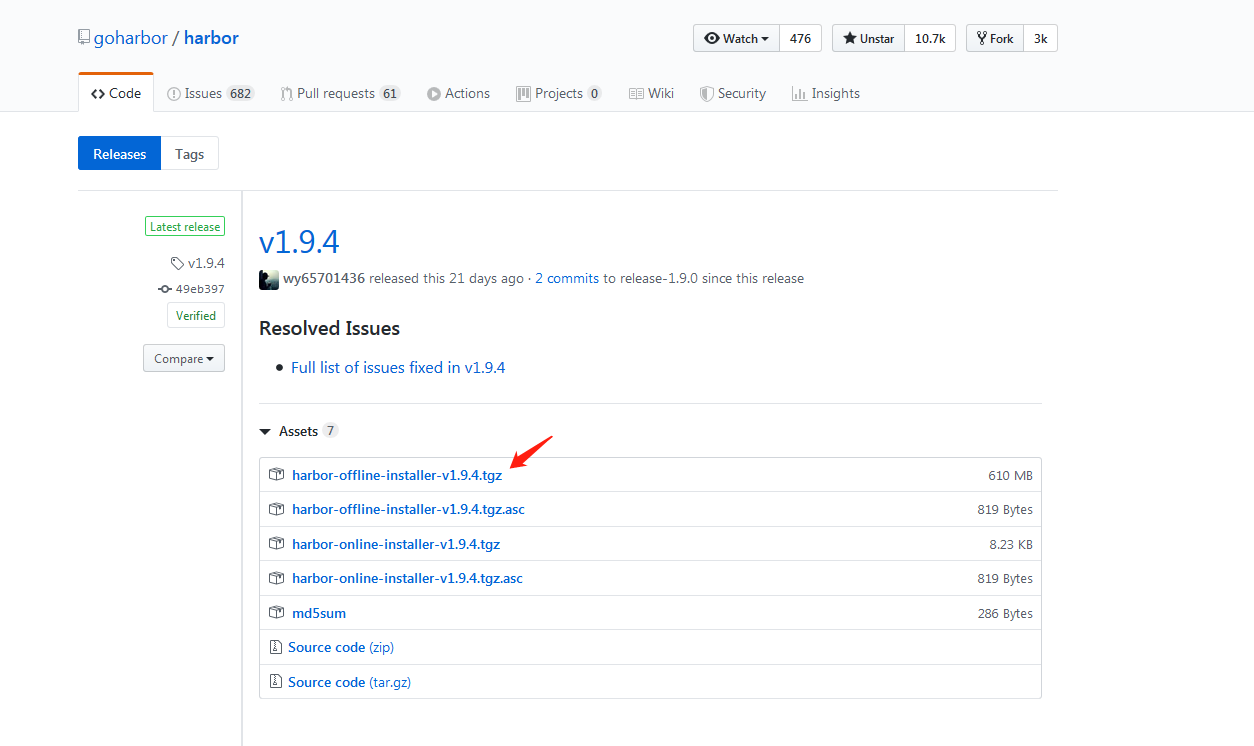 goharbor / harbor
Watch 476 Unstar 10.7k Fork 3k
Code Issues 682 Pull requests 61 Actions Projects 0 Wiki Security Insights
Releases Tags
Latest release
v1.9.4
49eb397
Verified
Compare
v1.9.4
wy65701436 released this 21 days ago · 2 commits to release-1.9.0 since this release
Resolved Issues
• Full list of issues fixed in v1.9.4
Assets 7
harbor-offline-installer-v1.9.4.tgz 610 MB
harbor-offline-installer-v1.9.4.tgz.asc 819 Bytes
harbor-online-installer-v1.9.4.tgz 8.23 KB
harbor-online-installer-v1.9.4.tgz.asc 819 Bytes
md5sum 286 Bytes
Source code (zip)
Source code (tar.gz)